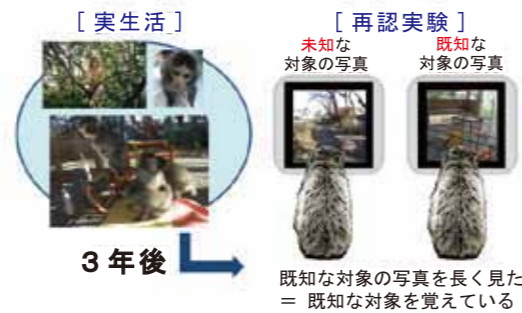 [ 実生活 ]
３年後
[ 再認実験 ]
未知な
対象の写真
既知な
対象の写真
既知な対象の写真を長く見た
＝ 既知な対象を覚えている